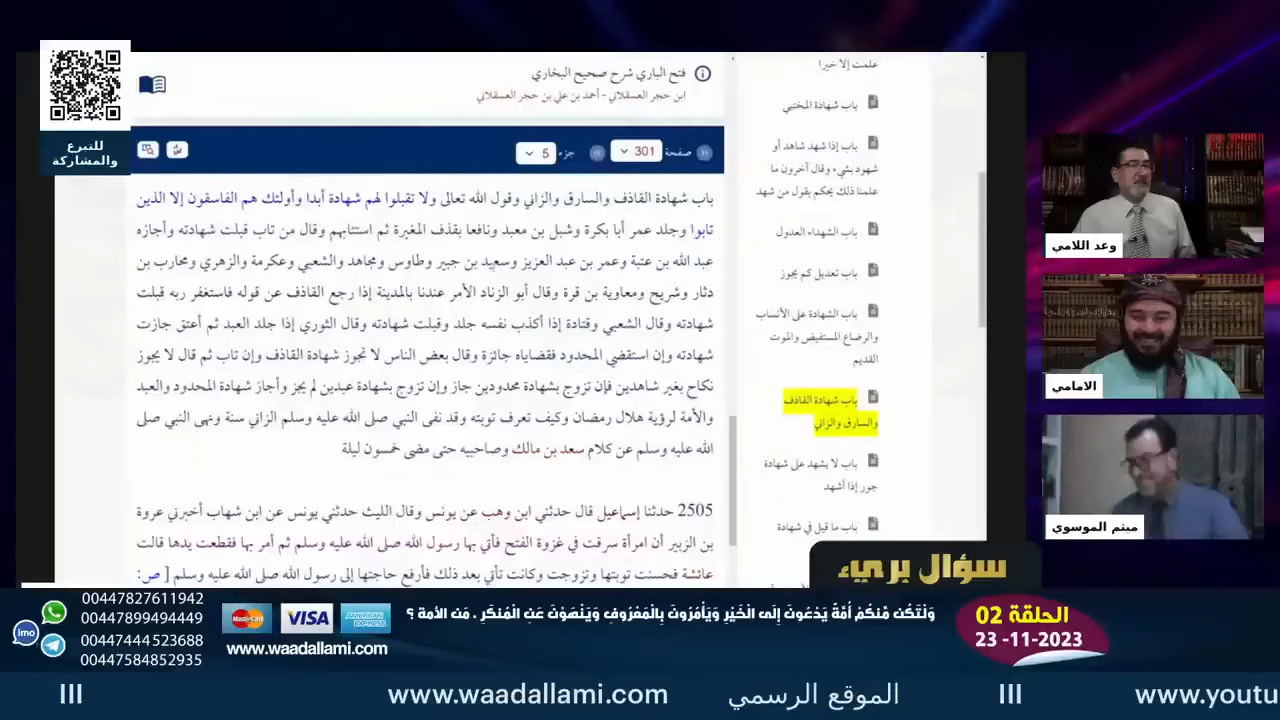 للتبرع
والمشاركة
فتح الباري شرح صحيح البخاري
ابن حجر العسقلاني - أحمد بن علي بن حجر العسقلاني
صفحة 301
جزء 5
باب شهادة القاذف والسارق والزاني وقول الله تعالى ولا تقبلوا لهم شهادة أبدا وأولئك هم الفاسقون إلا الذين
تابوا وجلد عمر أبا بكرة وشبل بن معبد ونافعا بقذف المغيرة ثم استتابهم وقال من تاب قبلت شهادته وأجازه
عبد الله بن عتبة وعمر بن عبد العزيز وسعيد بن جبير وطاوس ومجاهد والشعبي وعكرمة والزهري ومحارب بن
دثار وشريح ومعاوية بن قرة وقال أبو الزناد الأمر عندنا بالمدينة إذا رجع القاذف عن قوله فاستغفر ربه قبلت
شهادته وقال الشعبي وقتادة إذا أكذب نفسه جلد وقبلت شهادته وقال الثوري إذا جلد العبد ثم أعتق جازت
شهادته وإن استقضي المحدود فقضاياه جائزة وقال بعض الناس لا تجوز شهادة القاذف وإن تاب ثم قال لا يجوز
نكاح بغير شاهدين فإن تزوج بشهادة محدودين جاز وإن تزوج بشهادة عبدين لم يجز وأجاز شهادة المحدود والعبد
والأمة لرؤية هلال رمضان وكيف تعرف توبته وقد نفى النبي صلى الله عليه وسلم الزاني سنة ونهى النبي صلى
الله عليه وسلم عن كلام سعد بن مالك وصاحبيه حتى مضى خمسون ليلة
2505 حدثنا إسماعيل قال حدثني ابن وهب عن يونس وقال الليث حدثني يونس عن ابن شهاب أخبرني عروة
بن الزبير أن امرأة سرقت في غزوة الفتح فأتي بها رسول الله صلى الله عليه وسلم ثم أمر بها فقطعت يدها قالت
عائشة فحسنت توبتها وتزوجت وكانت تأتي بعد ذلك فأرفع حاجتها إلى رسول الله صلى الله عليه وسلم [ ص:
علمت إلا خيرا
باب شهادة المختبي
باب إذا شهد شاهد أو
شهود بشيء وقال آخرون ما
علمنا ذلك يحكم بقول من شهد
باب الشهداء العدول
باب تعديل كم يجوز
باب الشهادة على الأنساب
والرضاع المستفيض والموت
القديم
باب شهادة القاذف
والسارق والزاني
باب لا يشهد على شهادة
جور إذا أشهد
باب ما قيل في شهادة
وعد اللامي
الامامي
ميثم الموسوي
سؤال بريء
الحلقة 02
23 -11-2023
وَلْتَكُن مِّنكُمْ أُمَّةٌ يَدْعُونَ إِلَى الْخَيْرِ وَيَأْمُرُونَ بِالْمَعْرُوفِ وَيَنْهَوْنَ عَنِ الْمُنكَرِ . مَن الأمة ؟
MasterCard VISA AMERICAN EXPRESS
www.waadallami.com
imo
00447827611942
00447899494449
00447444523688
00447584852935
www.waadallami.com الموقع الرسمي www.youtu